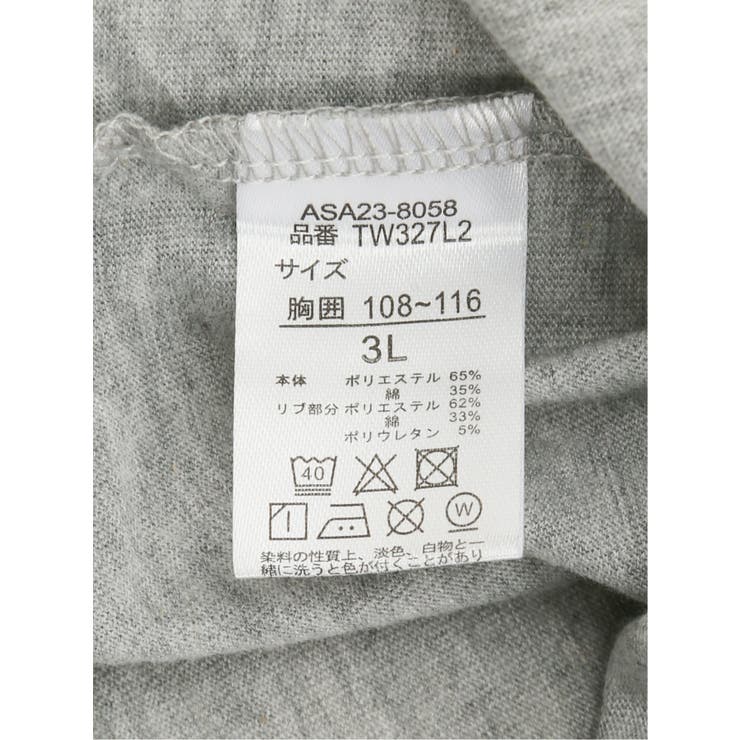 ASA23-8058
品番 TW327L2
サイズ
胸囲 108~116
3L
本体 ポリエステル 65%
綿 35%
リブ部分 ポリエステル 62%
綿 33%
ポリウレタン 5%
40
W
染料の性質上、淡色、白物と一
緒に洗うと色が付くことがあり